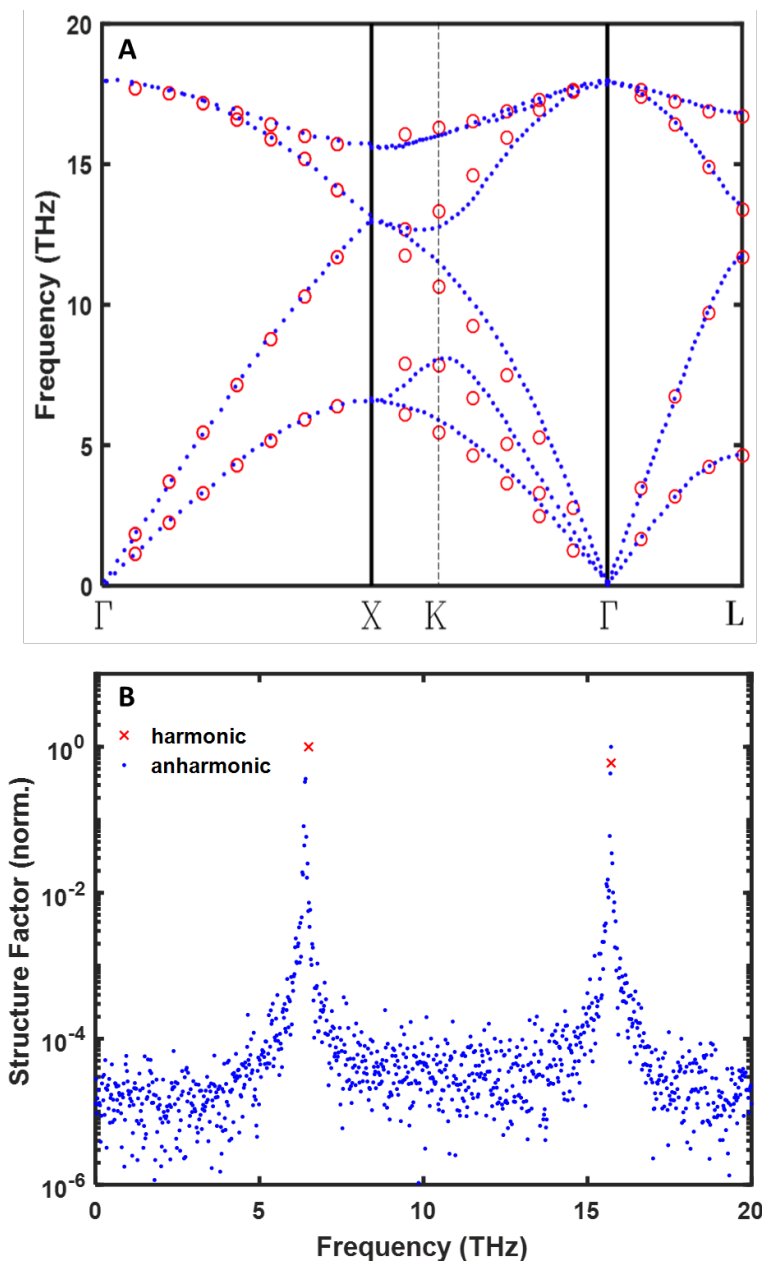 A
20
15
10
5
0
Frequency (THz)
Γ X K Γ L
B
harmonic
anharmonic
10^0
10^-2
10^-4
10^-6
Structure Factor (norm.)
0 5 10 15 20
Frequency (THz)